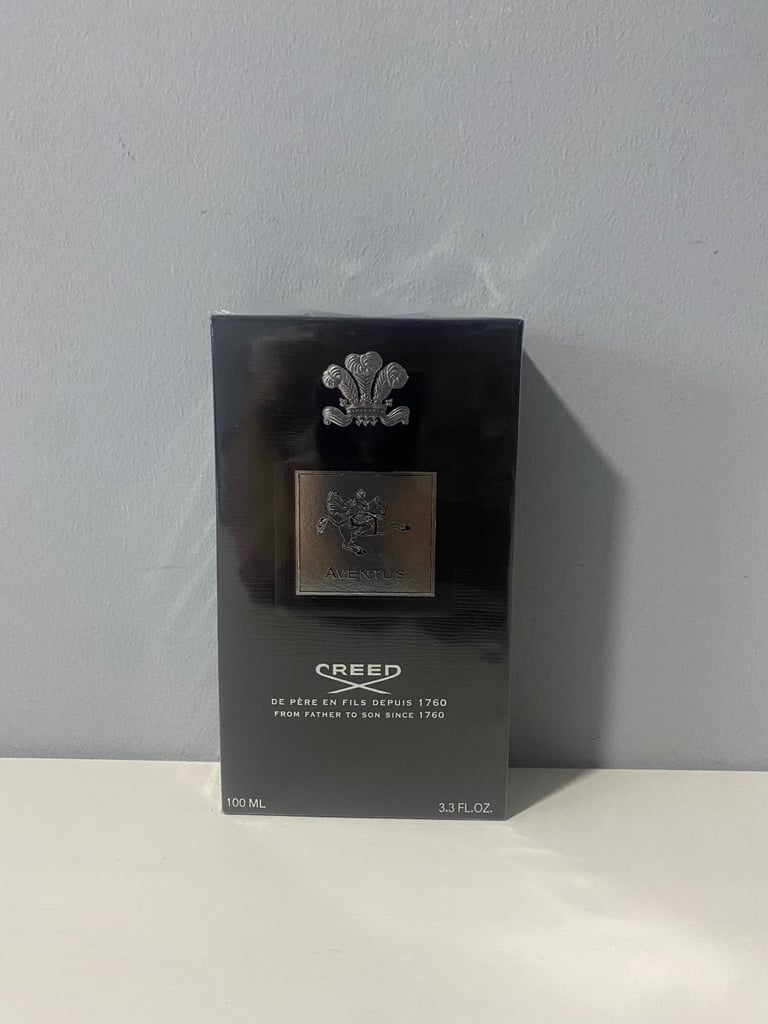 AVENTUS
CREED
DE PÈRE EN FILS DEPUIS 1760
FROM FATHER TO SON SINCE 1760
100 ML
3.3 FL.OZ.